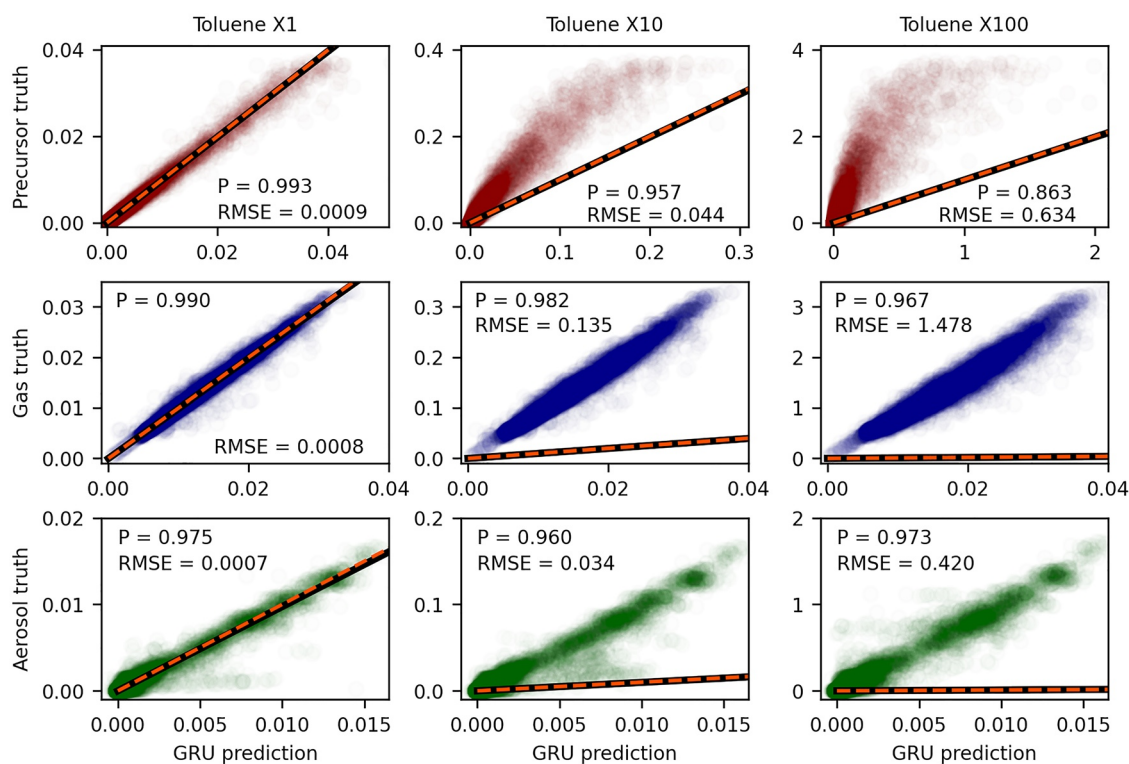 Toluene X1 Toluene X10 Toluene X100
Precursor truth
0.04
0.02
0.00
P = 0.993
RMSE = 0.0009
0.00 0.02 0.04
0.4
0.2
0.0
P = 0.957
RMSE = 0.044
0.0 0.1 0.2 0.3
4
2
0
P = 0.863
RMSE = 0.634
0 1 2
Gas truth
0.03
0.02
0.01
0.00
P = 0.990
RMSE = 0.0008
0.00 0.02 0.04
0.3
0.2
0.1
0.0
P = 0.982
RMSE = 0.135
0.00 0.02 0.04
3
2
1
0
P = 0.967
RMSE = 1.478
0.00 0.02 0.04
Aerosol truth
0.02
0.01
0.00
P = 0.975
RMSE = 0.0007
0.000 0.005 0.010 0.015
GRU prediction
0.2
0.1
0.0
P = 0.960
RMSE = 0.034
0.000 0.005 0.010 0.015
GRU prediction
2
1
0
P = 0.973
RMSE = 0.420
0.000 0.005 0.010 0.015
GRU prediction